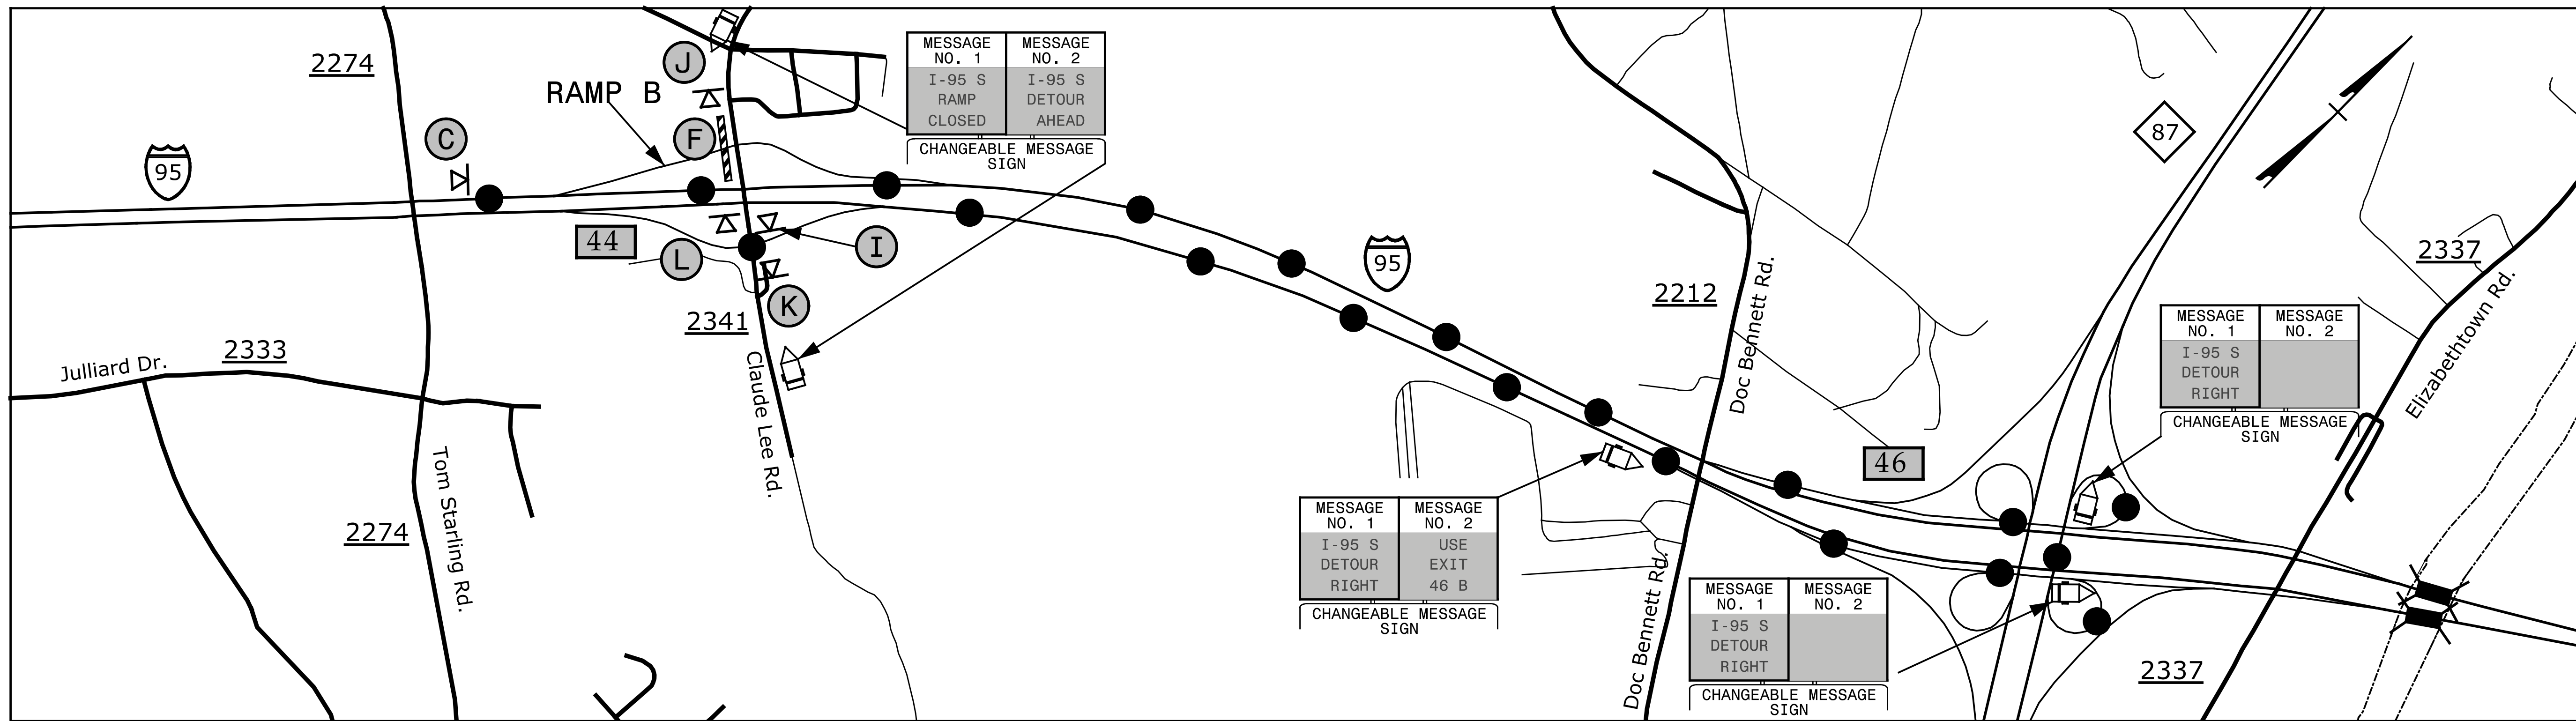 2274
RAMP B
C
95
J
F
MESSAGE NO. 1
I-95 S
RAMP
CLOSED
MESSAGE NO. 2
I-95 S
DETOUR
AHEAD
CHANGEABLE MESSAGE
SIGN
44
L
I
K
2341
Claude Lee Rd.
2333
Julliard Dr.
2274
Tom Starling Rd.
95
2212
Doc Bennett Rd.
87
2337
Elizabethtown Rd.
MESSAGE NO. 1
I-95 S
DETOUR
RIGHT
MESSAGE NO. 2
CHANGEABLE MESSAGE
SIGN
46
MESSAGE NO. 1
I-95 S
DETOUR
RIGHT
MESSAGE NO. 2
USE
EXIT
46 B
CHANGEABLE MESSAGE
SIGN
Doc Bennett Rd.
MESSAGE NO. 1
I-95 S
DETOUR
RIGHT
MESSAGE NO. 2
CHANGEABLE MESSAGE
SIGN
2337